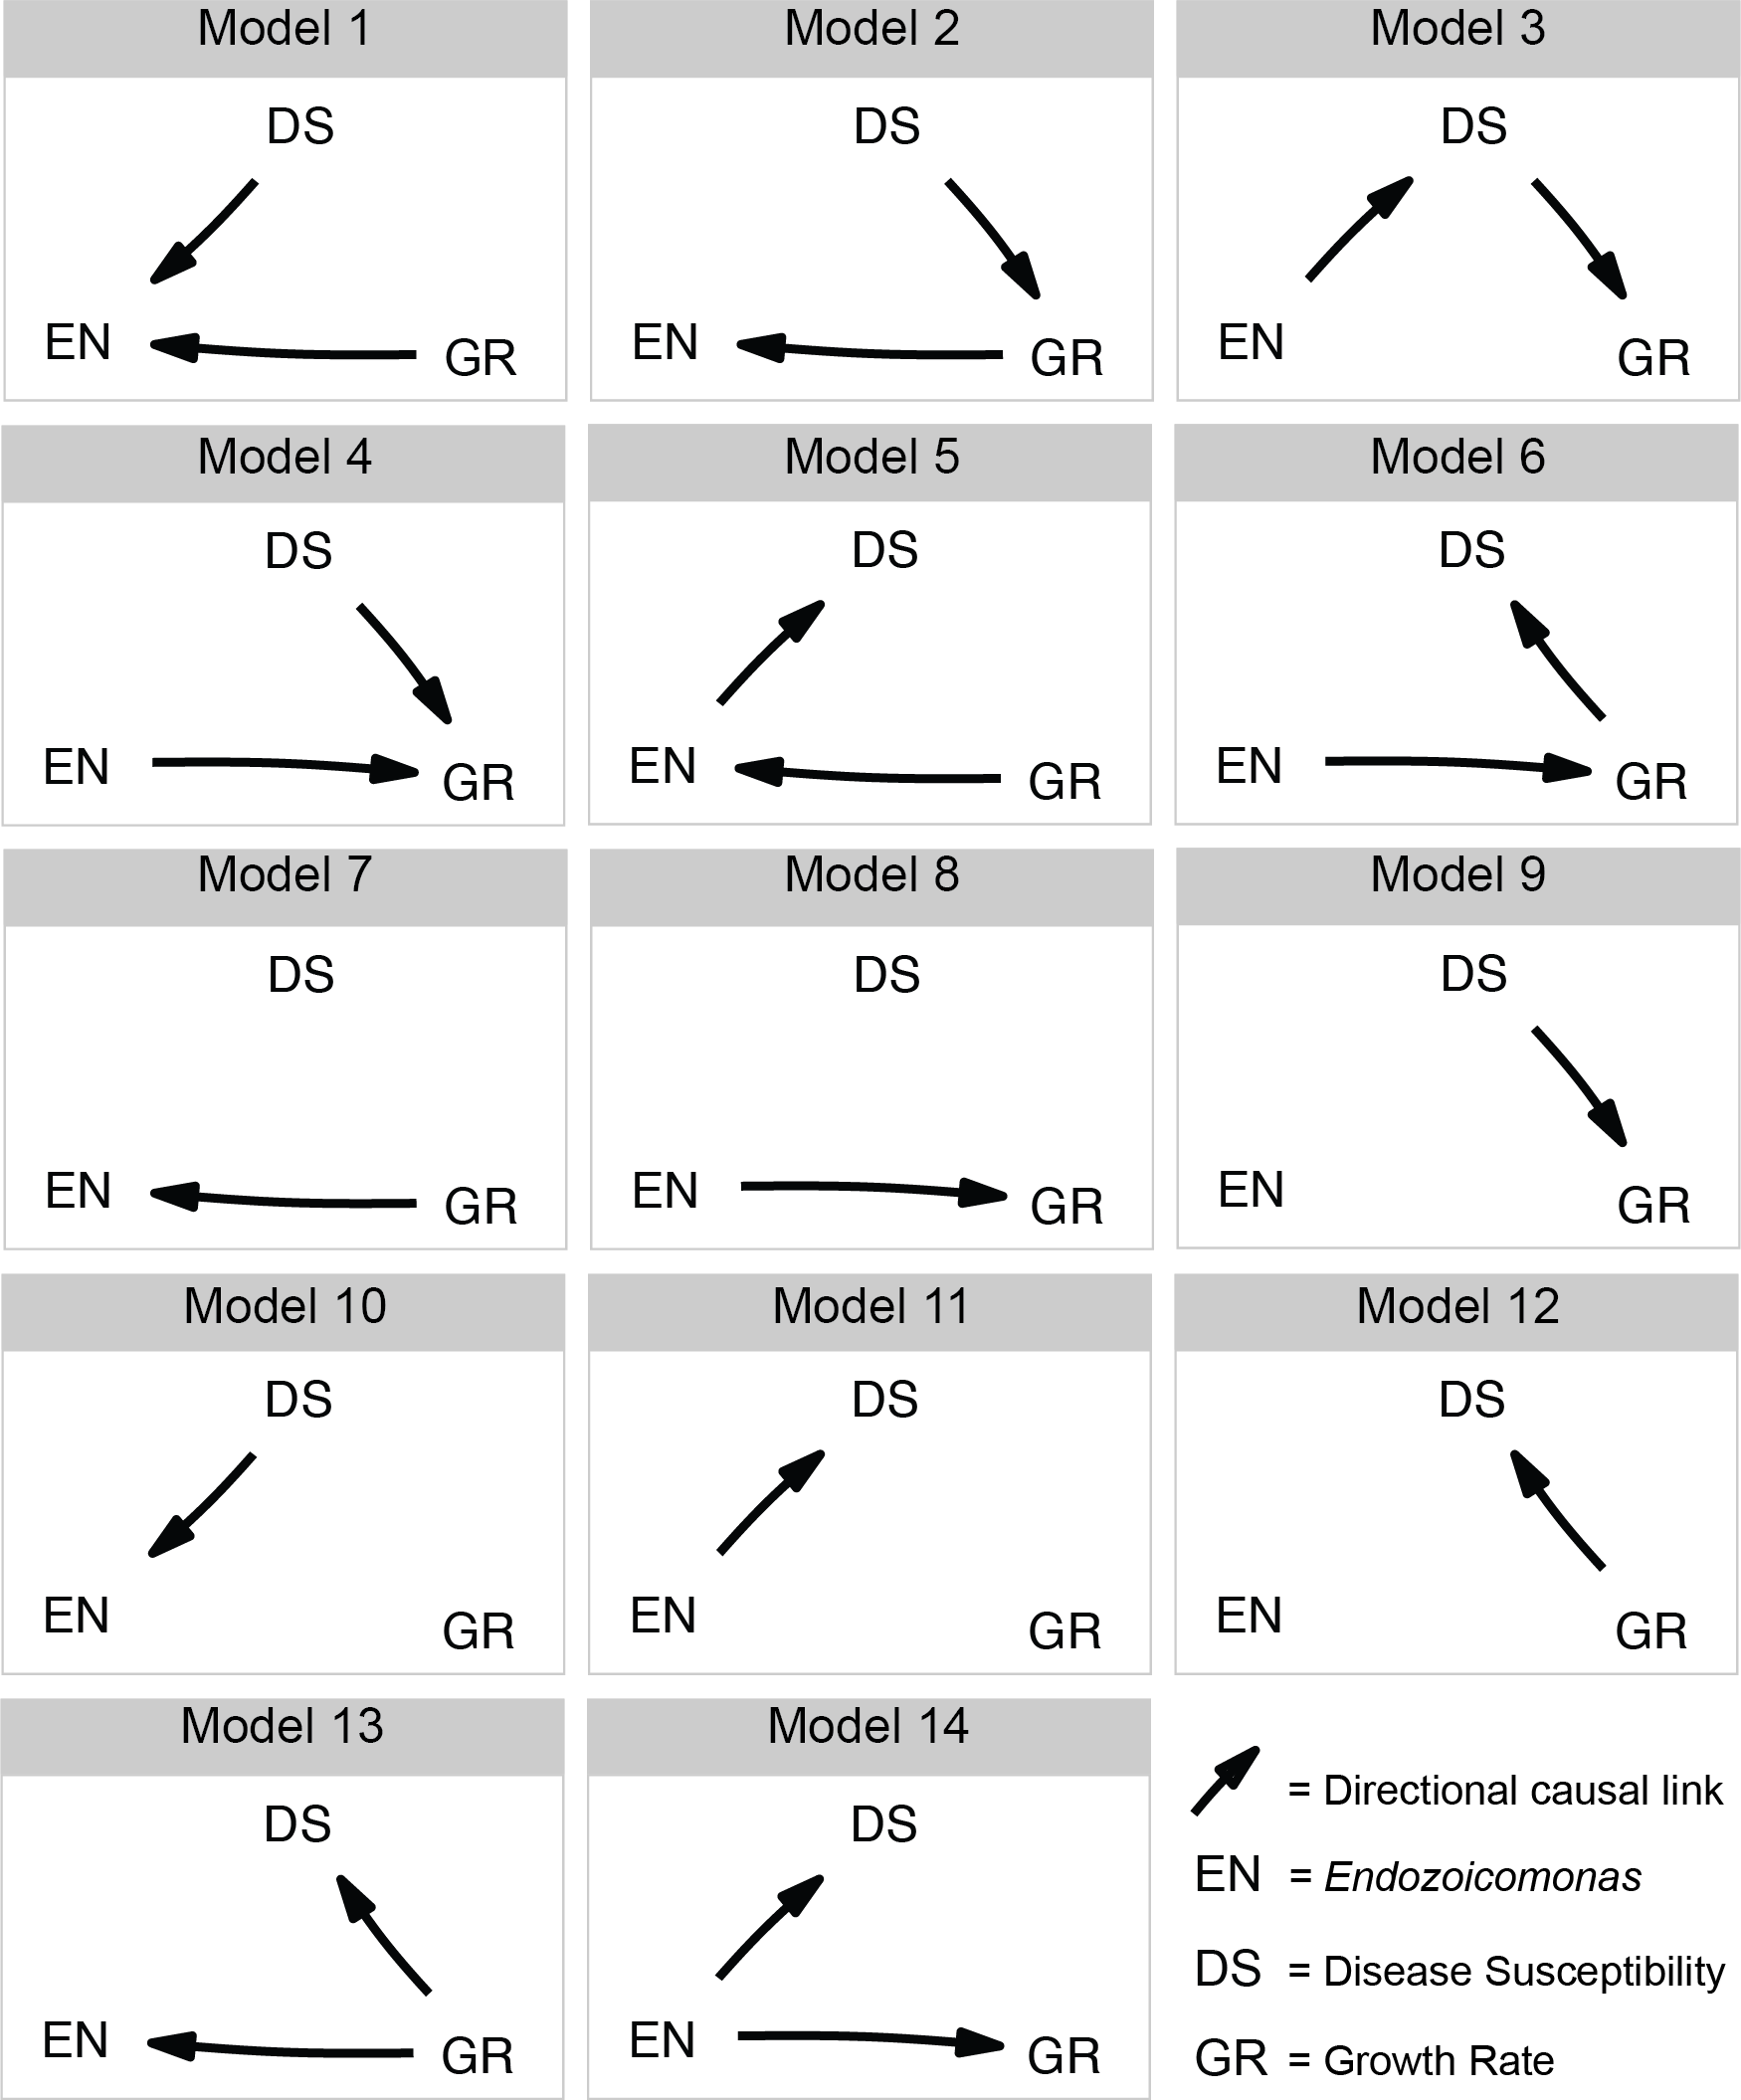 Model 1
DS
EN
GR
Model 2
DS
EN
GR
Model 3
DS
EN
GR
Model 4
DS
EN
GR
Model 5
DS
EN
GR
Model 6
DS
EN
GR
Model 7
DS
EN
GR
Model 8
DS
EN
GR
Model 9
DS
EN
GR
Model 10
DS
EN
GR
Model 11
DS
EN
GR
Model 12
DS
EN
GR
Model 13
DS
EN
GR
Model 14
DS
EN
GR
= Directional causal link
EN = Endozoicomonas
DS = Disease Susceptibility
GR = Growth Rate